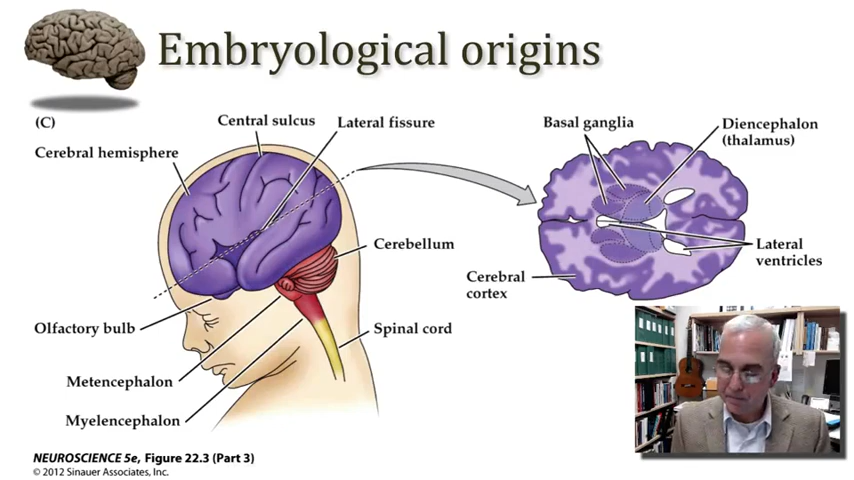 Embryological origins
(C)
Central sulcus
Lateral fissure
Cerebral hemisphere
Cerebellum
Olfactory bulb
Spinal cord
Metencephalon
Myelencephalon
Basal ganglia
Diencephalon
(thalamus)
Lateral
ventricles
Cerebral
cortex
NEUROSCIENCE 5e, Figure 22.3 (Part 3)
© 2012 Sinauer Associates, Inc.